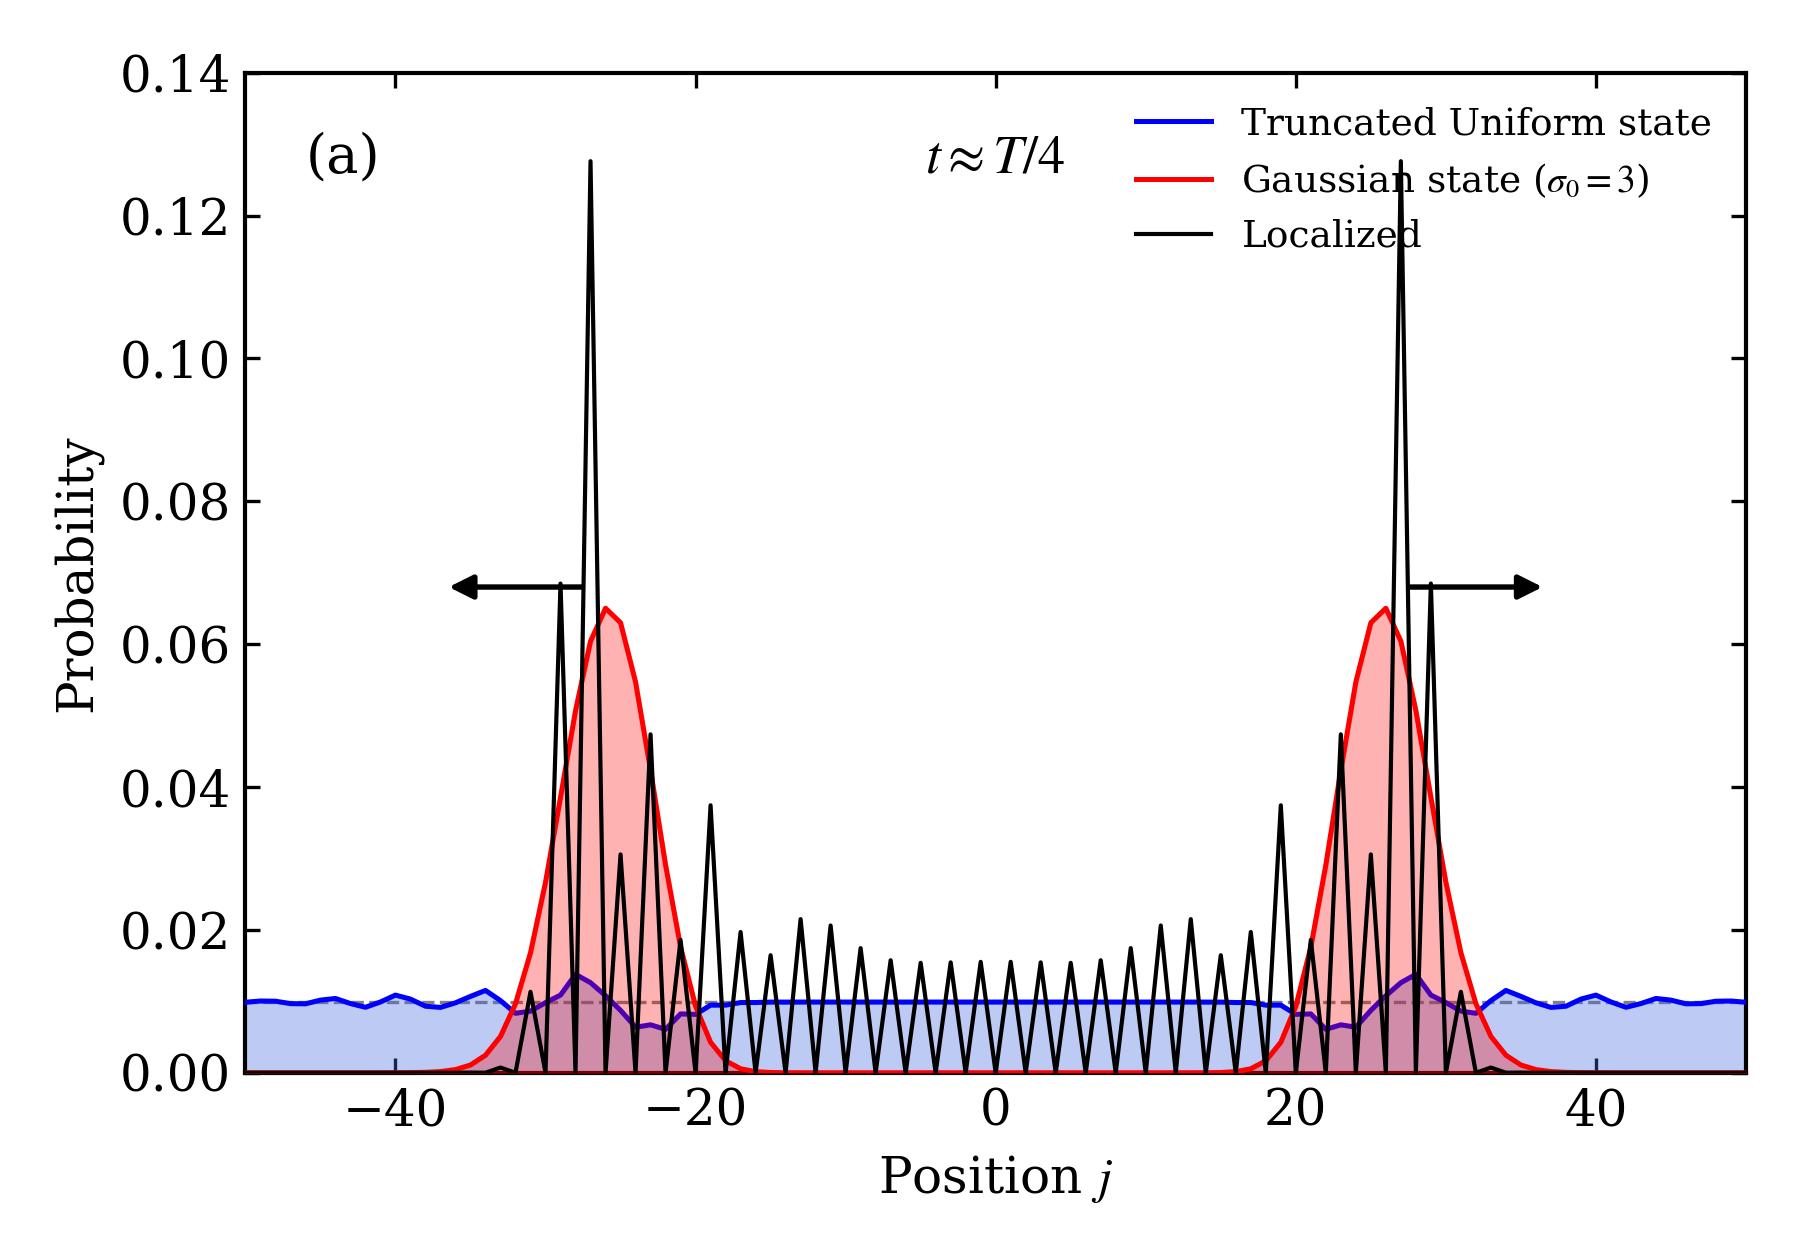 0.14
0.12
0.10
0.08
0.06
0.04
0.02
0.00
Probability
(a)
t ≈ T/4
Truncated Uniform state
Gaussian state (σ₀ = 3)
Localized
−40
−20
0
20
40
Position j